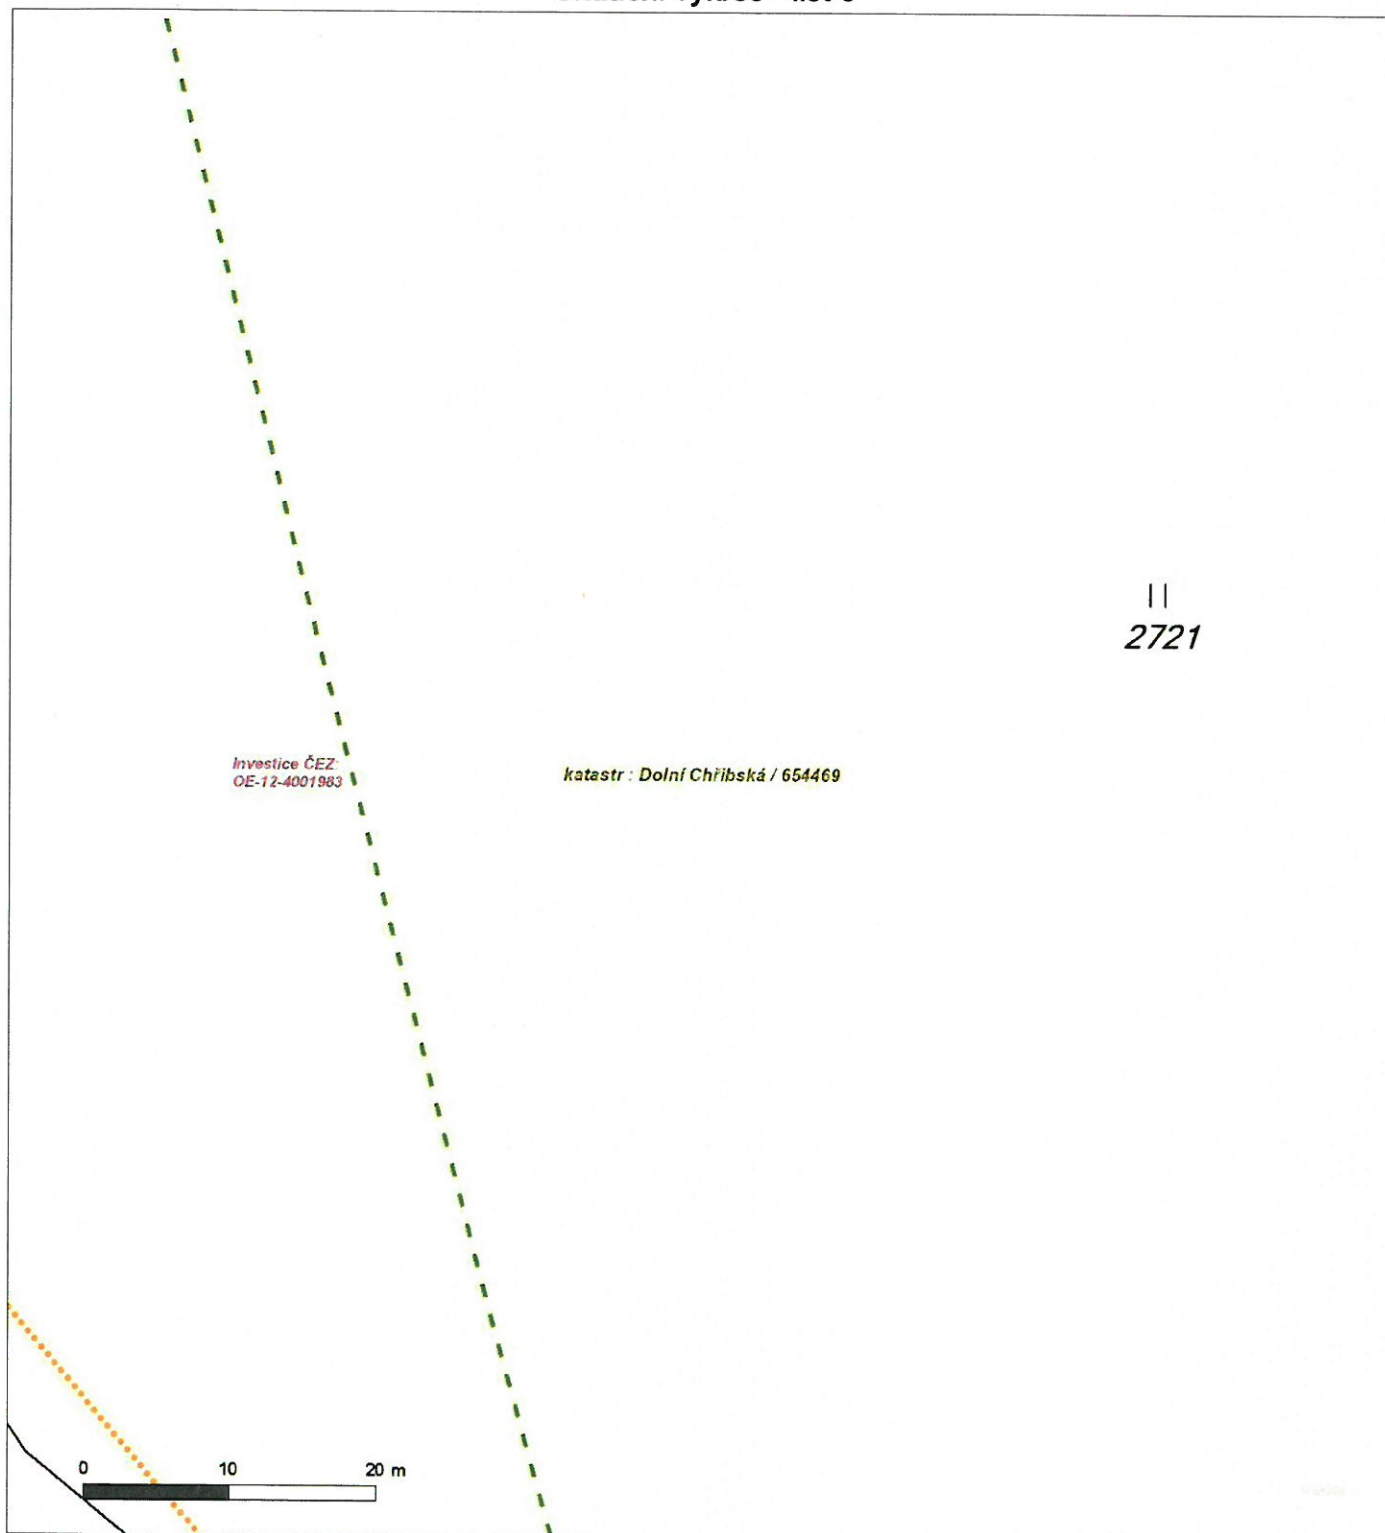 ||
2721
Investice ČEZ:
OE-12-4001983
katastr : Dolní Chřibská / 654469
0 10 20 m